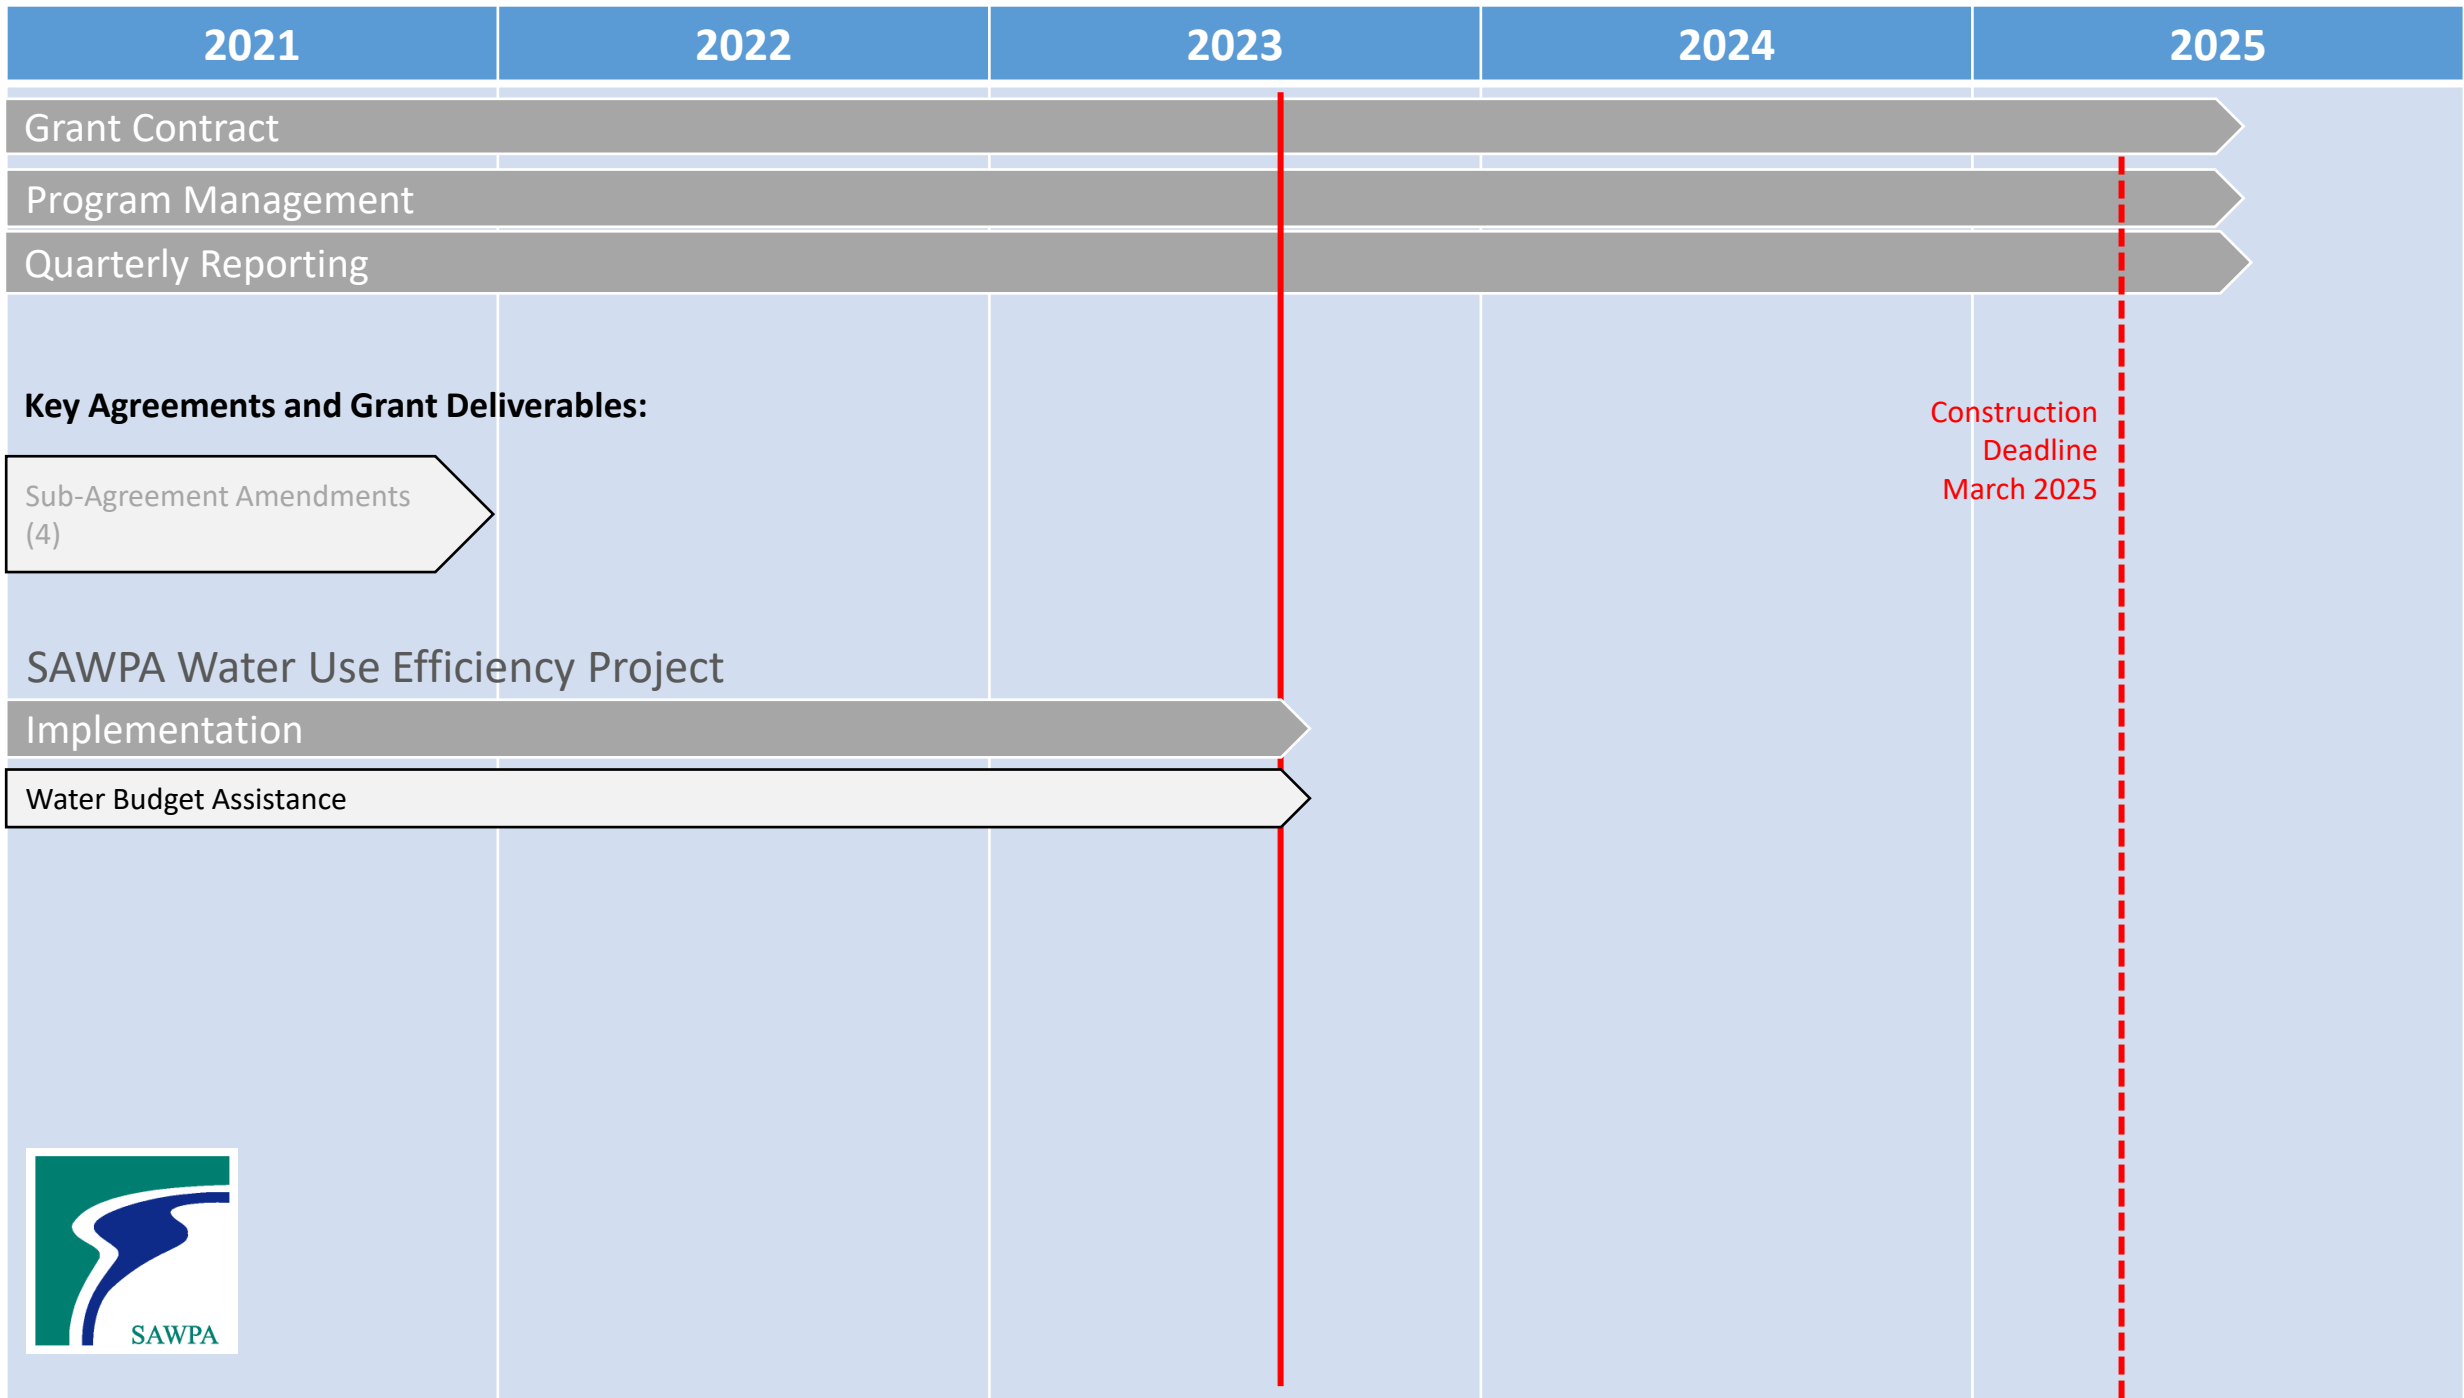 2021 2022 2023 2024 2025
Grant Contract
Program Management
Quarterly Reporting
Key Agreements and Grant Deliverables:
Construction
Deadline
March 2025
Sub-Agreement Amendments
(4)
SAWPA Water Use Efficiency Project
Implementation
Water Budget Assistance
SAWPA